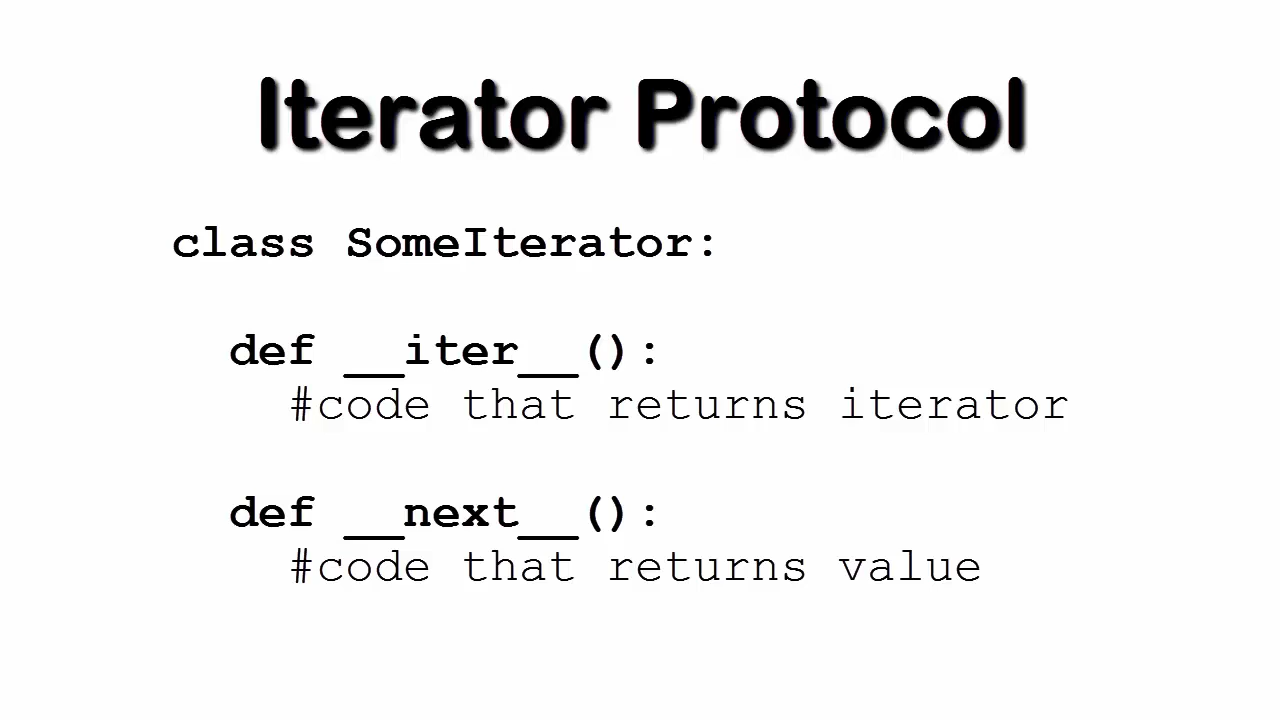 Iterator Protocol
class SomeIterator:
def __iter__():
#code that returns iterator
def __next__():
#code that returns value